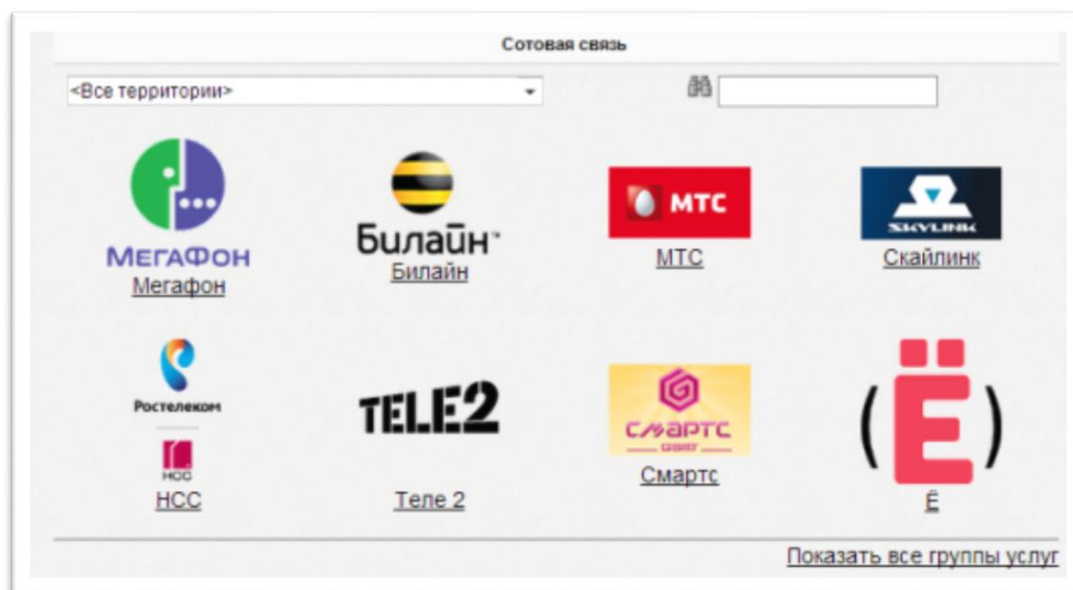 Сотовая связь
<Все территории>
МЕГАФОН
Мегафон
Билайн™
Билайн
МТС
МТС
SKYLINK
Скайлинк
Ростелеком
НСС
НСС
TELE2
Теле 2
СМАРТС
Смартс
(Ё)
Ё
Показать все группы услуг